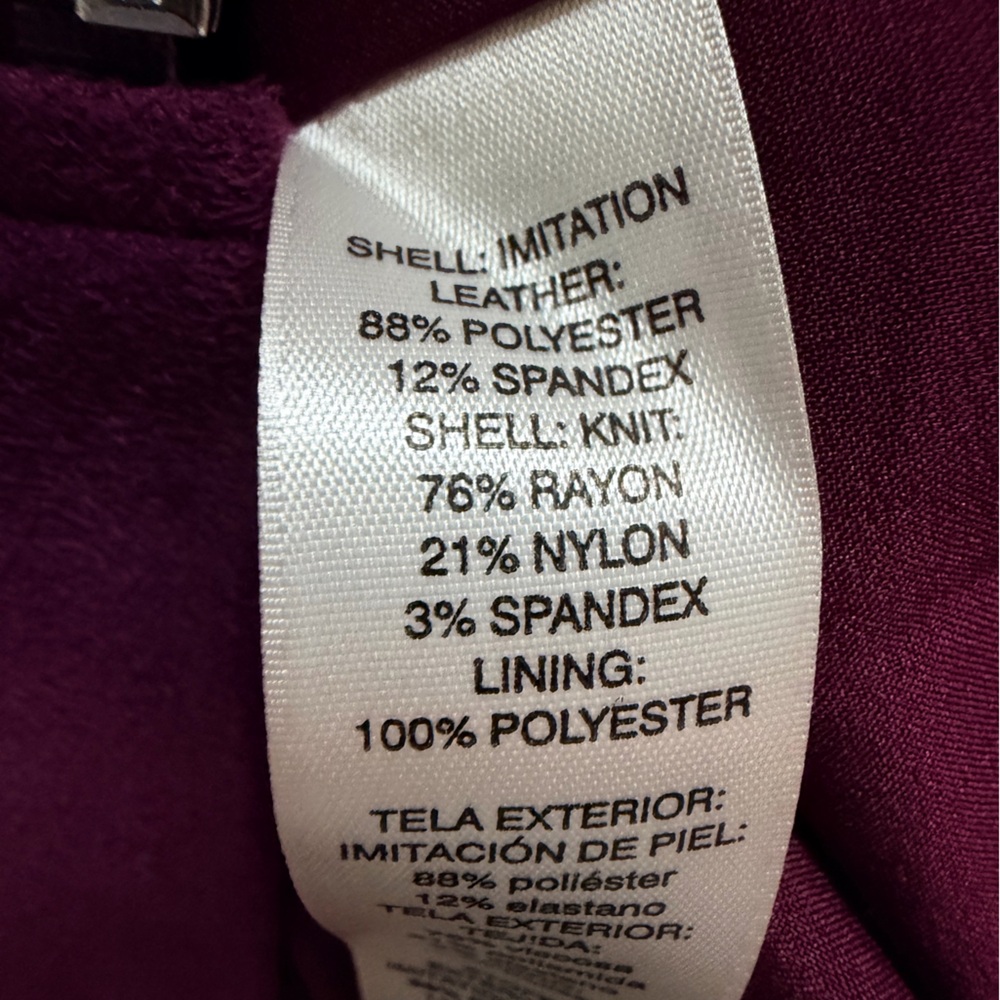 SHELL: IMITATION
LEATHER:
88% POLYESTER
12% SPANDEX
SHELL: KNIT:
76% RAYON
21% NYLON
3% SPANDEX
LINING:
100% POLYESTER
TELA EXTERIOR:
IMITACIÓN DE PIEL:
88% poliéster
12% elastano
TELA EXTERIOR:
TEJIDA: